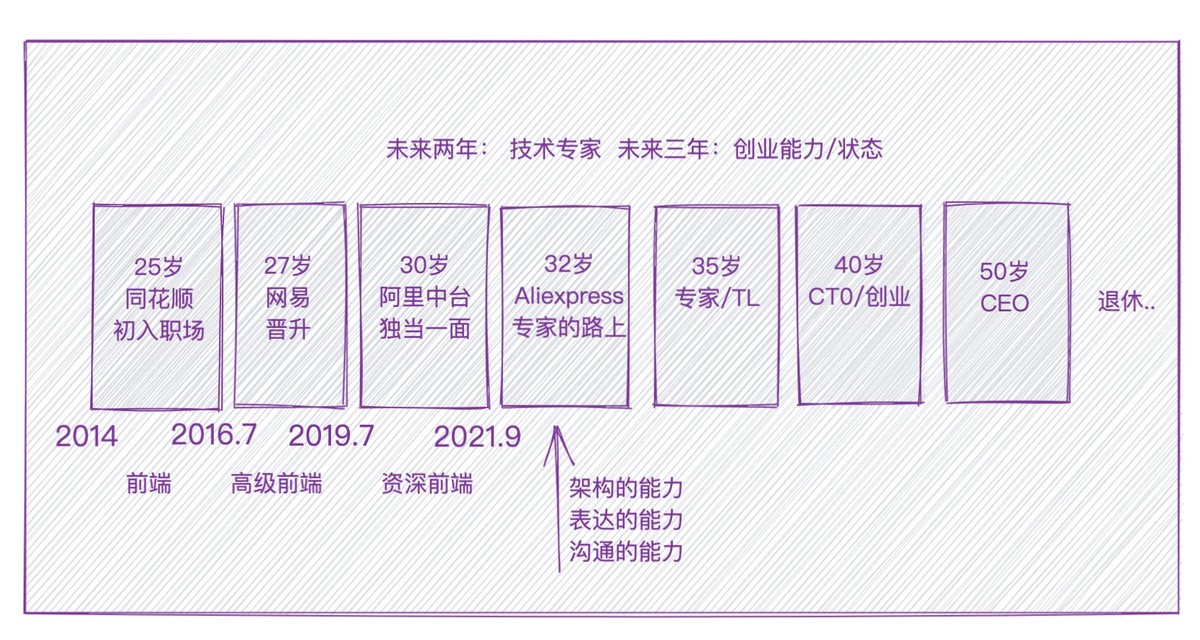 未来两年： 技术专家 未来三年：创业能力/状态
25岁
同花顺
初入职场
27岁
网易
晋升
30岁
阿里中台
独当一面
32岁
Aliexpress
专家的路上
35岁
专家/TL
40岁
CT0/创业
50岁
CEO
退休..
2014
2016.7
2019.7
2021.9
前端
高级前端
资深前端
架构的能力
表达的能力
沟通的能力